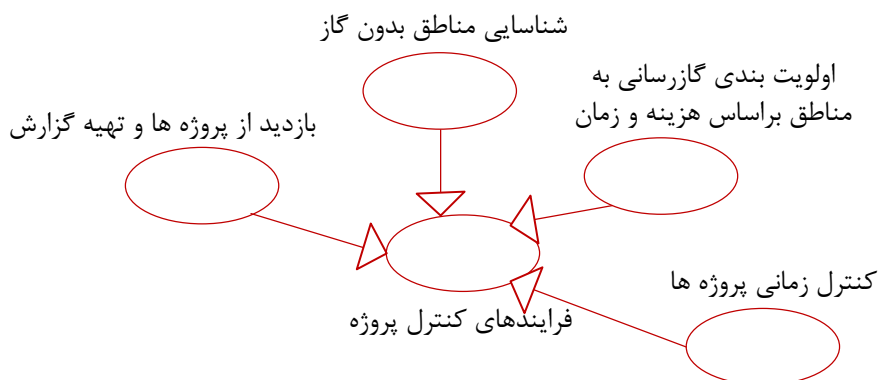 شناسایی مناطق بدون گاز
اولویت بندی گازرسانی به
مناطق براساس هزینه و زمان
بازدید از پروژه ها و تهیه گزارش
کنترل زمانی پروژه ها
فرایندهای کنترل پروژه